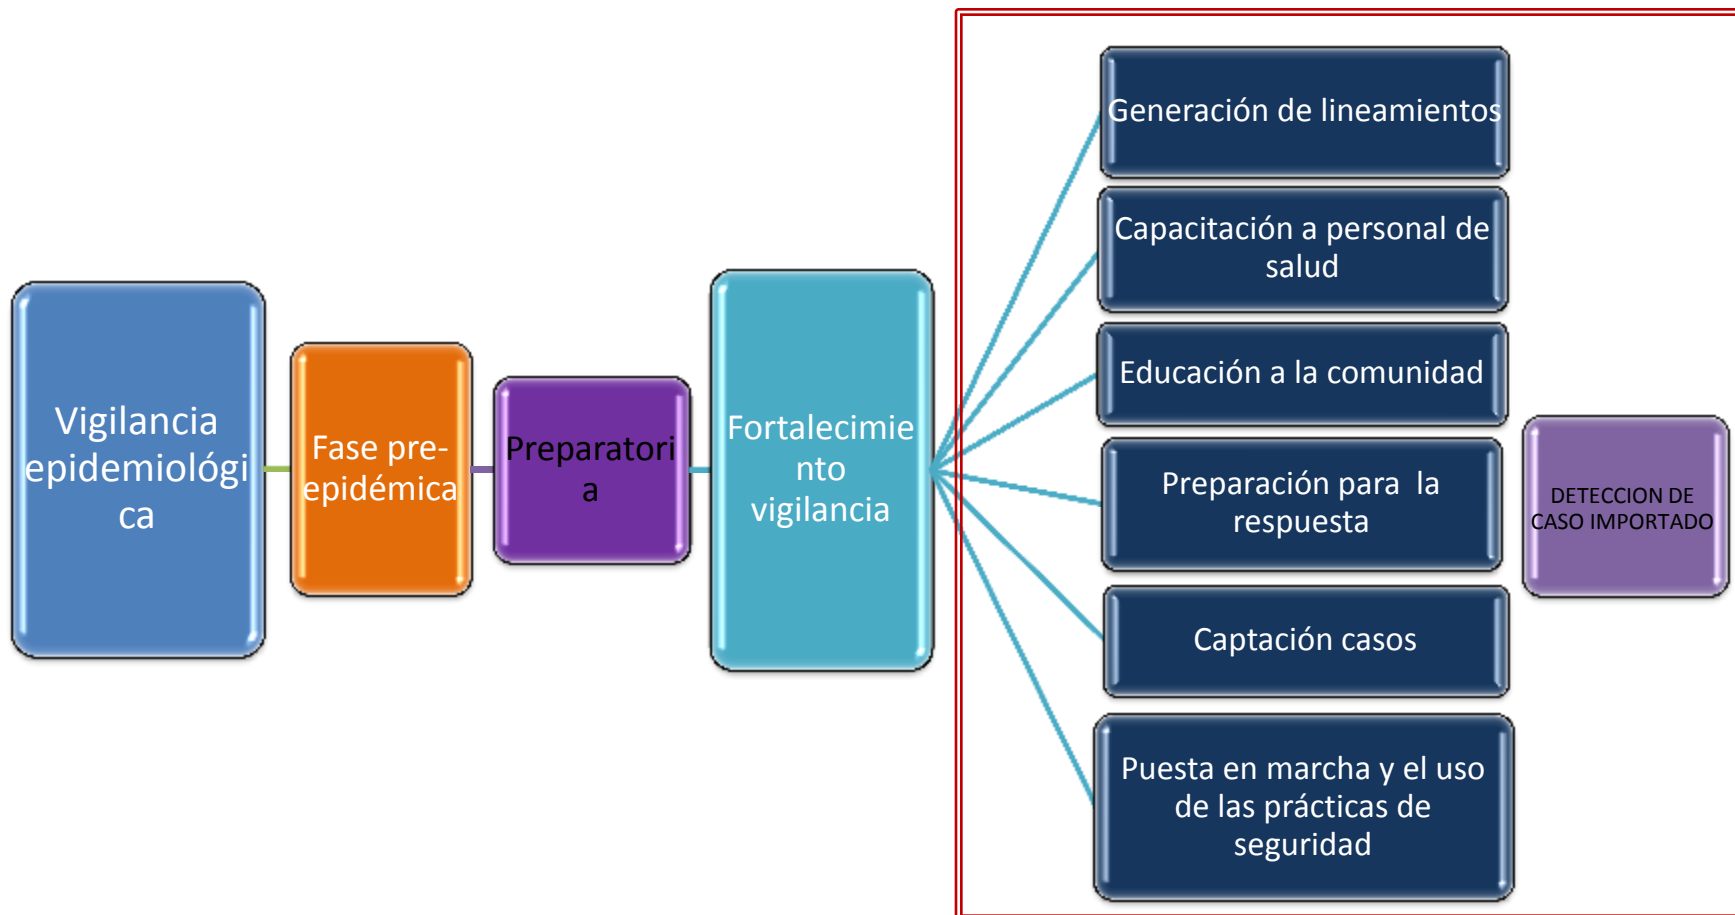 Vigilancia
epidemiológi
ca
Fase pre-
epidémica
Preparatori
a
Fortalecimie
nto
vigilancia
Generación de lineamientos
Capacitación a personal de
salud
Educación a la comunidad
Preparación para la
respuesta
Captación casos
Puesta en marcha y el uso
de las prácticas de
seguridad
DETECCION DE
CASO IMPORTADO